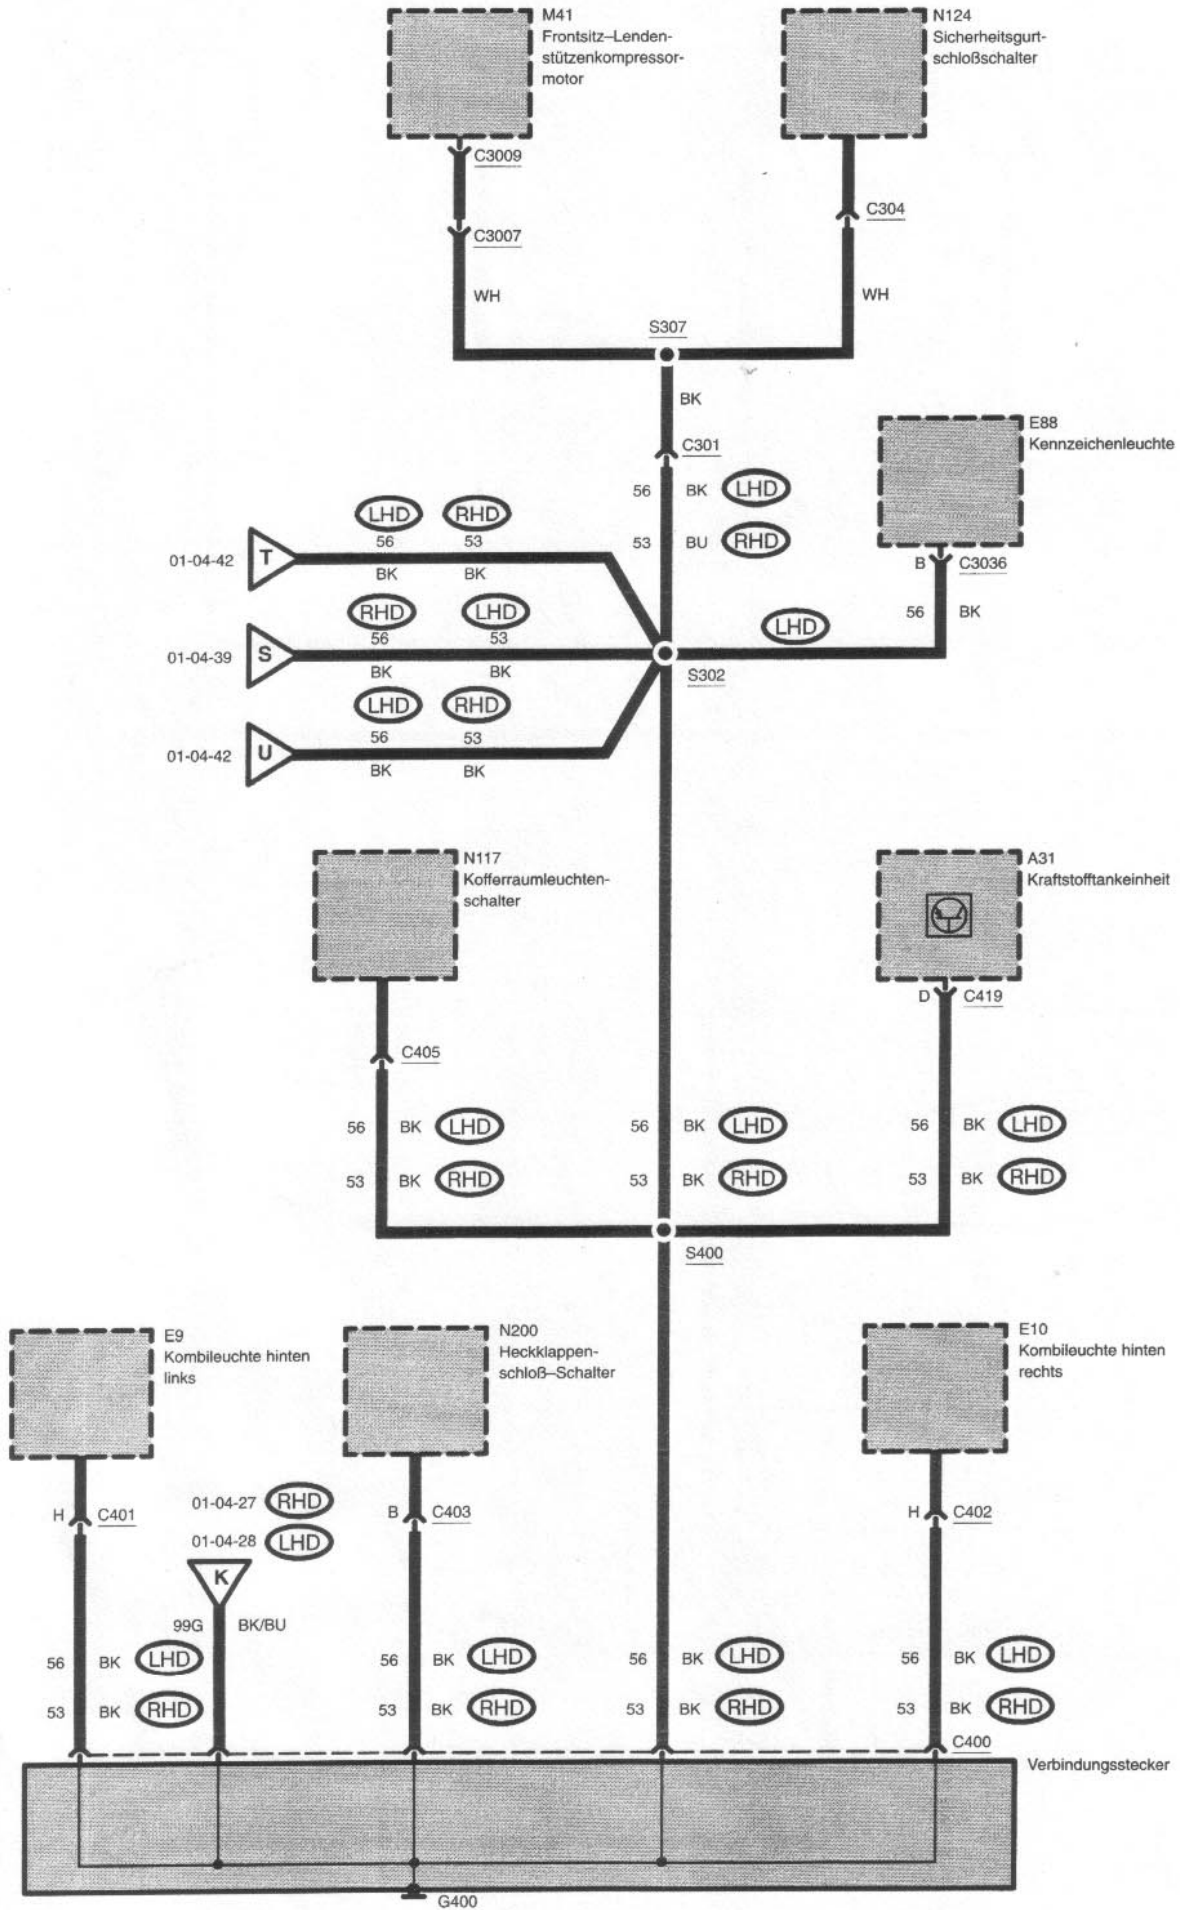 M41
Frontsitz–Lenden-
stützenkompressor-
motor
N124
Sicherheitsgurt-
schloßschalter
C3009
C304
C3007
WH
WH
S307
BK
C301
E88
Kennzeichenleuchte
56 BK LHD
53 BU RHD
LHD RHD
01-04-42 T 56 53
BK BK
B C3036
56 BK
RHD LHD
LHD
01-04-39 S 56 53
BK BK
S302
LHD RHD
01-04-42 U 56 53
BK BK
N117
Kofferraumleuchten-
schalter
A31
Kraftstofftankeinheit
D C419
C405
56 BK LHD
56 BK LHD
56 BK LHD
53 BK RHD
53 BK RHD
53 BK RHD
S400
E9
Kombileuchte hinten
links
N200
Heckklappen-
schloß–Schalter
E10
Kombileuchte hinten
rechts
H C401
01-04-27 RHD
01-04-28 LHD
K
B C403
H C402
99G BK/BU
56 BK LHD
56 BK LHD
56 BK LHD
56 BK LHD
53 BK RHD
53 BK RHD
53 BK RHD
53 BK RHD
C400
Verbindungsstecker
G400